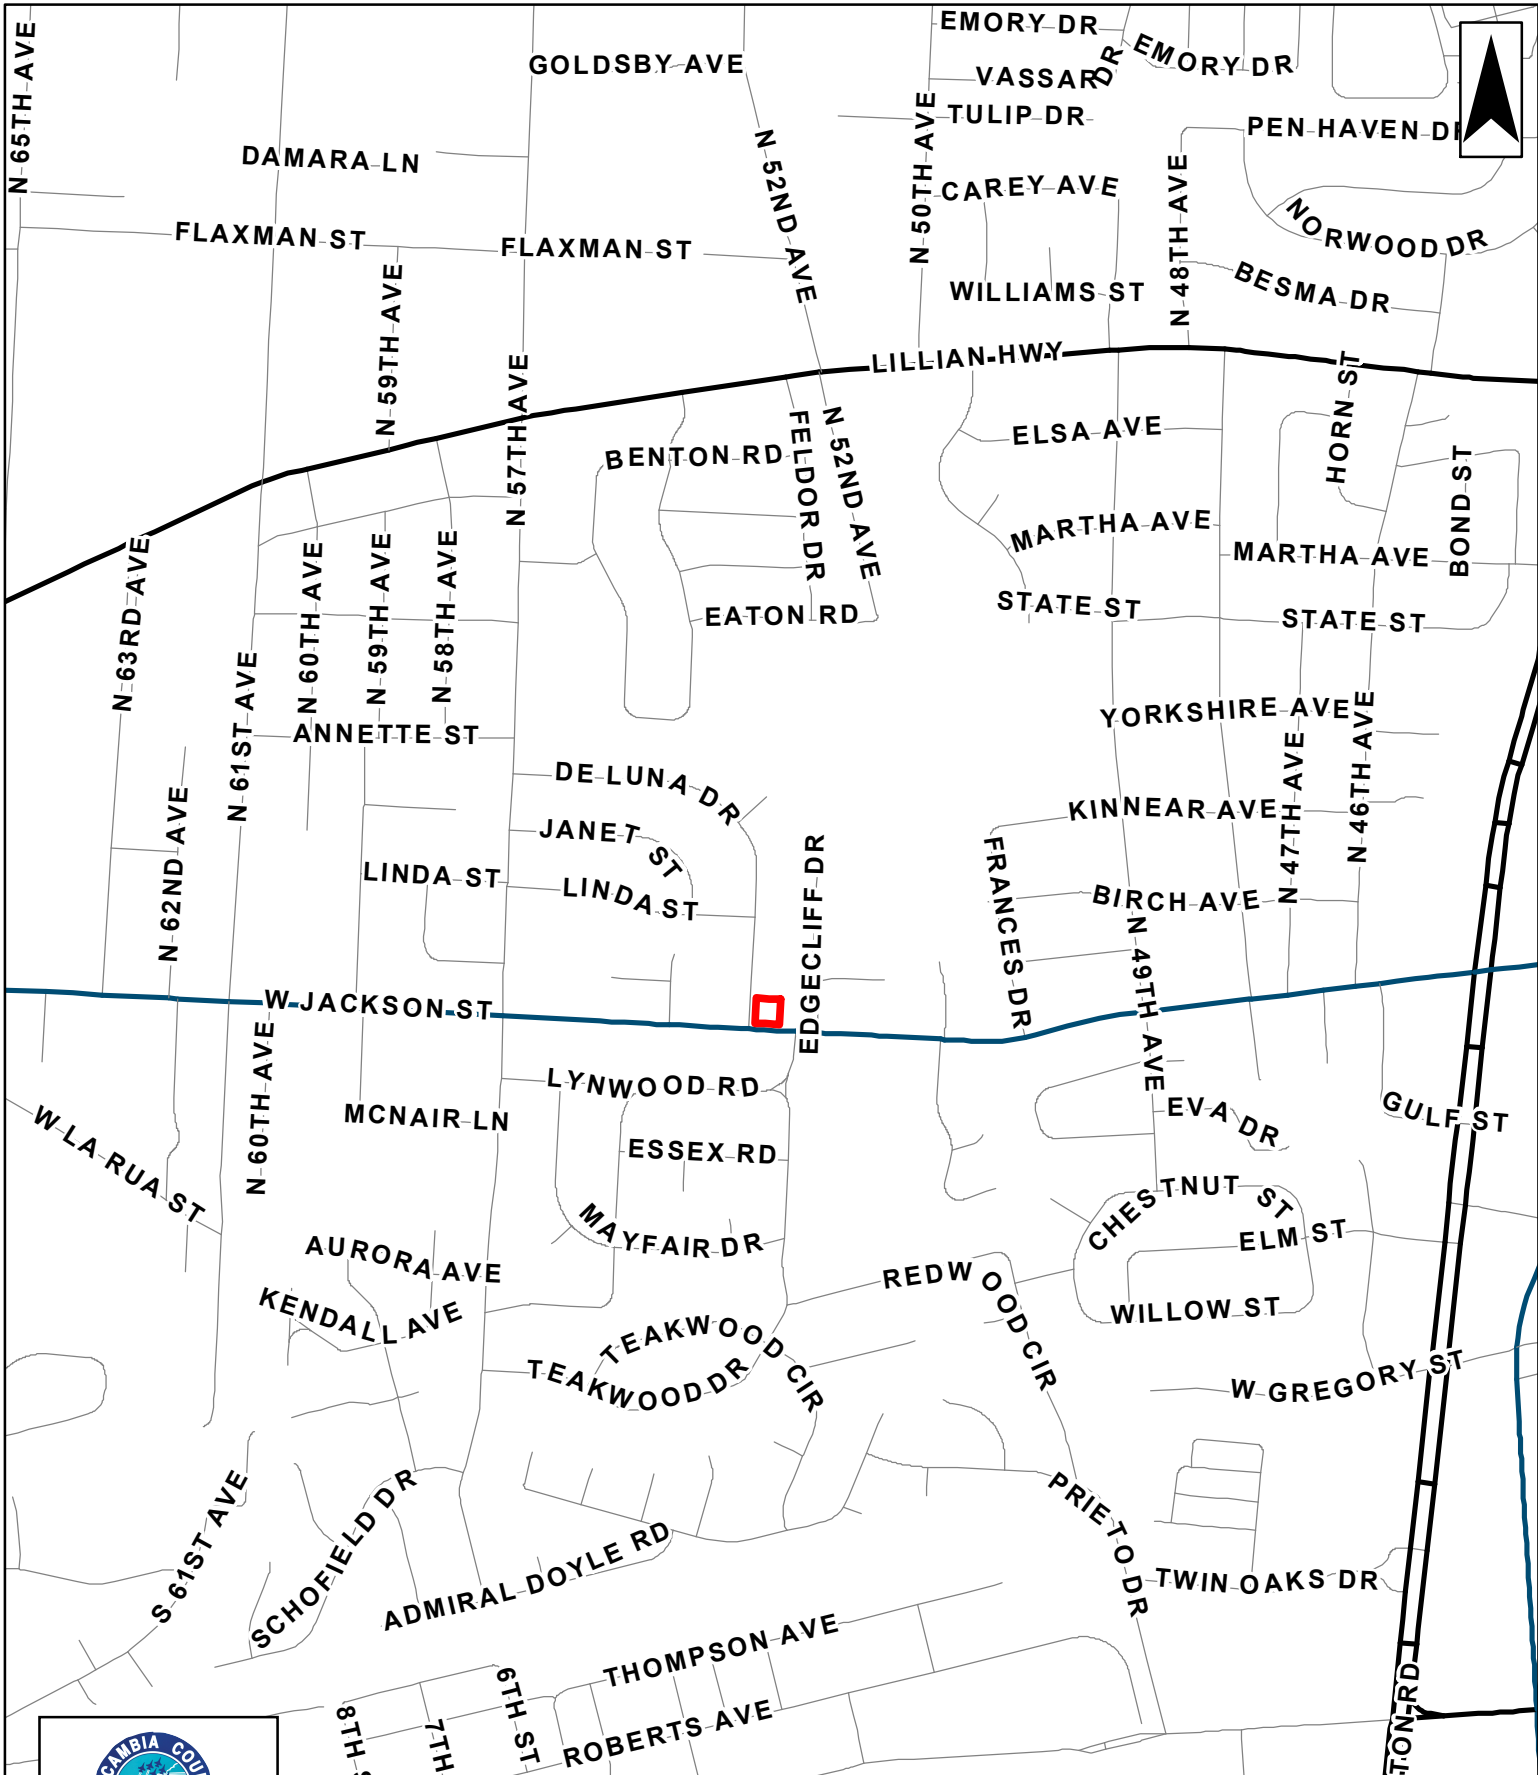 EMORY DR
EMORY DR
GOLDSBY AVE
N 65TH AVE
VASSAR DR
TULIP DR
PEN HAVEN DR
DAMARA LN
N 52ND AVE
N 50TH AVE
CAREY AVE
N 48TH AVE
NORWOOD DR
FLAXMAN ST
FLAXMAN ST
BESMA DR
WILLIAMS ST
N 59TH AVE
LILLIAN HWY
N 57TH AVE
HORN ST
FELDOR DR
N 52ND AVE
ELSA AVE
BENTON RD
BOND ST
MARTHA AVE
MARTHA AVE
N 63RD AVE
N 60TH AVE
N 59TH AVE
N 58TH AVE
EATON RD
STATE ST
STATE ST
N 61ST AVE
YORKSHIRE AVE
N 46TH AVE
N 47TH AVE
ANNETTE ST
DE LUNA DR
N 62ND AVE
JANET ST
KINNEAR AVE
FRANCES DR
EDGECLIFF DR
LINDA ST
LINDA ST
BIRCH AVE
N 49TH AVE
W JACKSON ST
N 60TH AVE
LYNWOOD RD
MCNAIR LN
EVA DR
GULF ST
W LA RUA ST
ESSEX RD
CHESTNUT ST
MAYFAIR DR
ELM ST
AURORA AVE
REDWOOD CIR
KENDALL AVE
WILLOW ST
TEAKWOOD CIR
TEAKWOOD DR
W GREGORY ST
S 61ST AVE
SCHOFIELD DR
PRIETO DR
ADMIRAL DOYLE RD
TWIN OAKS DR
THOMPSON AVE
6TH ST
8TH S
7TH
ROBERTS AVE
TON RD
CAMBIA COU